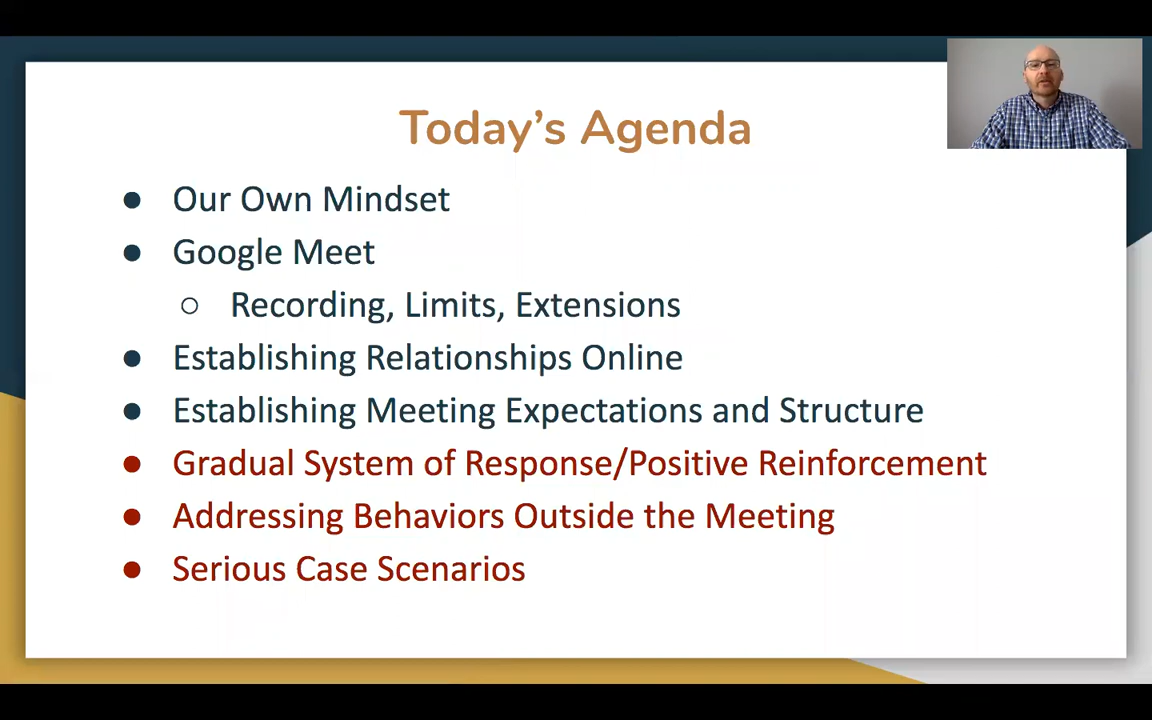 Today’s Agenda
● Our Own Mindset
● Google Meet
○ Recording, Limits, Extensions
● Establishing Relationships Online
● Establishing Meeting Expectations and Structure
● Gradual System of Response/Positive Reinforcement
● Addressing Behaviors Outside the Meeting
● Serious Case Scenarios